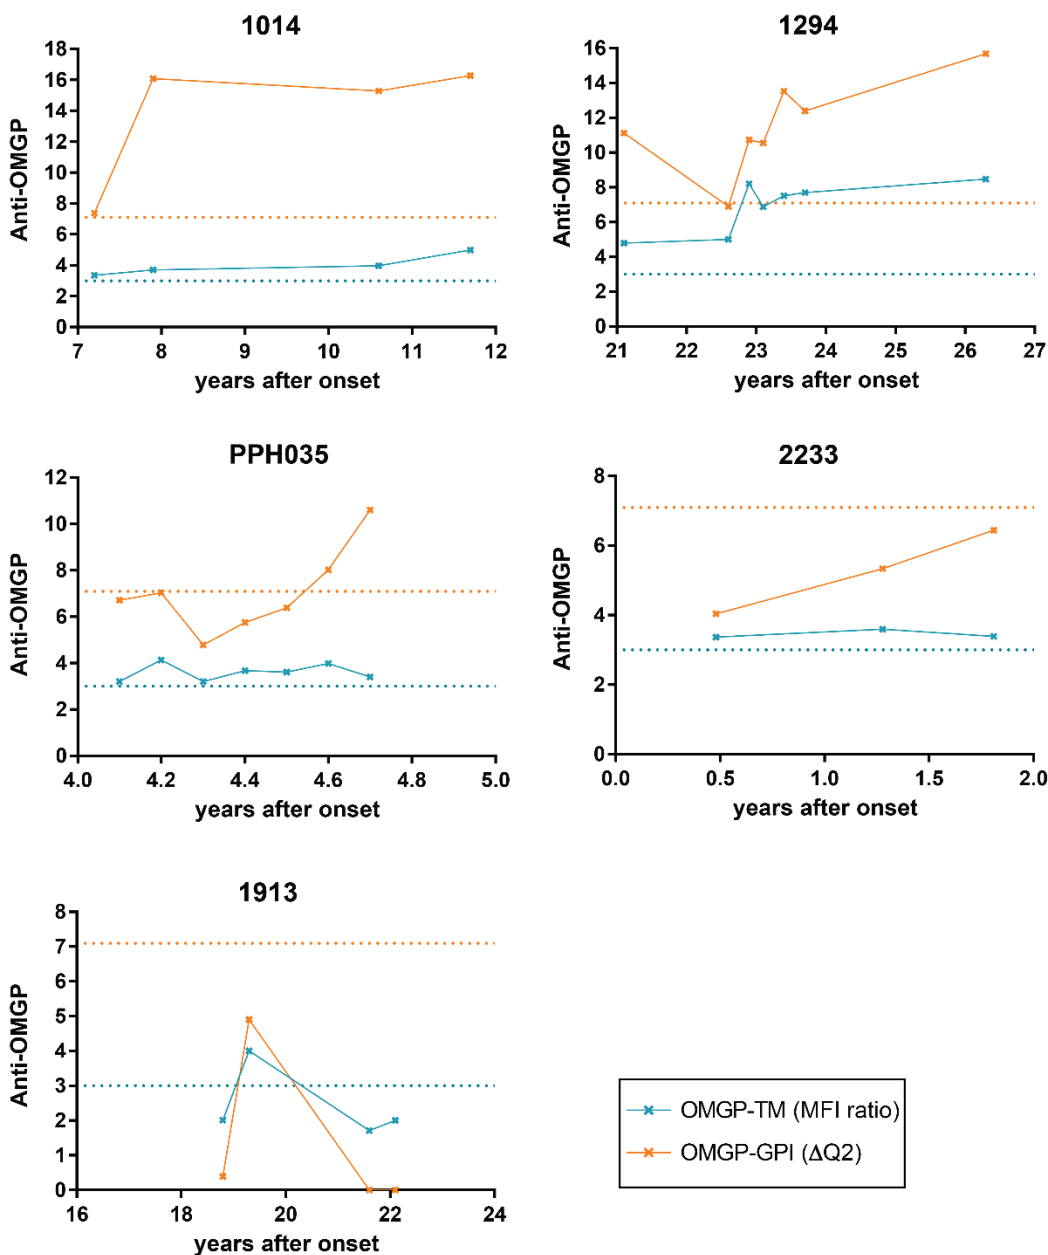 1014
18
16
14
12
10
8
6
4
2
0
Anti-OMGP
7 8 9 10 11 12
years after onset
1294
16
14
12
10
8
6
4
2
0
Anti-OMGP
21 22 23 24 25 26 27
years after onset
PPH035
12
10
8
6
4
2
0
Anti-OMGP
4.0 4.2 4.4 4.6 4.8 5.0
years after onset
2233
8
6
4
2
0
Anti-OMGP
0.0 0.5 1.0 1.5 2.0
years after onset
1913
8
7
6
5
4
3
2
1
0
Anti-OMGP
16 18 20 22 24
years after onset
OMGP-TM (MFI ratio)
OMGP-GPI (ΔQ2)